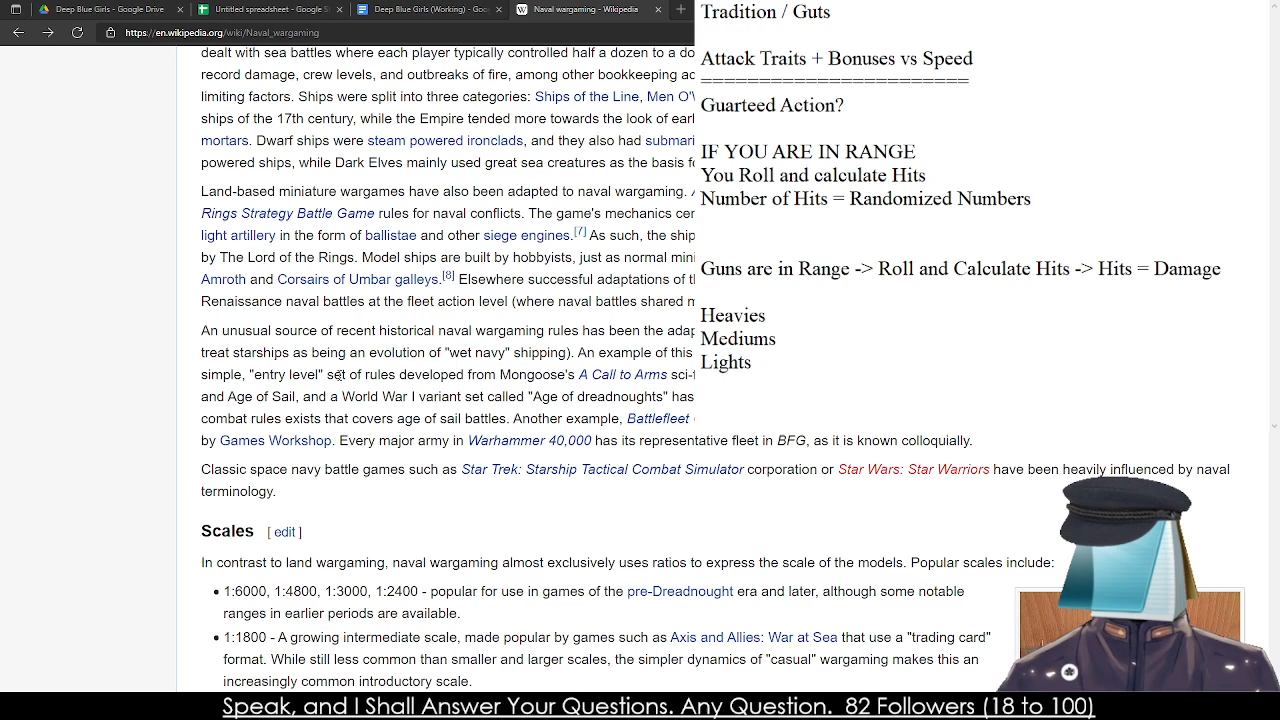 Deep Blue Girls - Google Drive
Untitled spreadsheet - Google S
Deep Blue Girls (Working) - Go
Naval wargaming - Wikipedia
https://en.wikipedia.org/wiki/Naval_wargaming
dealt with sea battles where each player typically controlled half a dozen to a do
record damage, crew levels, and outbreaks of fire, among other bookkeeping ac
limiting factors. Ships were split into three categories: Ships of the Line, Men O'
ships of the 17th century, while the Empire tended more towards the look of earl
mortars. Dwarf ships were steam powered ironclads, and they also had submari
powered ships, while Dark Elves mainly used great sea creatures as the basis fo
Land-based miniature wargames have also been adapted to naval wargaming.
Rings Strategy Battle Game rules for naval conflicts. The game's mechanics cen
light artillery in the form of ballistae and other siege engines.[7] As such, the ship
by The Lord of the Rings. Model ships are built by hobbyists, just as normal mini
Amroth and Corsairs of Umbar galleys.[8] Elsewhere successful adaptations of t
Renaissance naval battles at the fleet action level (where naval battles shared m
An unusual source of recent historical naval wargaming rules has been the adap
treat starships as being an evolution of "wet navy" shipping). An example of this
simple, "entry level" set of rules developed from Mongoose's A Call to Arms sci-f
and Age of Sail, and a World War I variant set called "Age of dreadnoughts" has
combat rules exists that covers age of sail battles. Another example, Battlefleet
by Games Workshop. Every major army in Warhammer 40,000 has its representative fleet in BFG, as it is known colloquially.
Classic space navy battle games such as Star Trek: Starship Tactical Combat Simulator corporation or Star Wars: Star Warriors have been heavily influenced by naval
terminology.
Scales [ edit ]
In contrast to land wargaming, naval wargaming almost exclusively uses ratios to express the scale of the models. Popular scales include:
• 1:6000, 1:4800, 1:3000, 1:2400 - popular for use in games of the pre-Dreadnought era and later, although some notable
ranges in earlier periods are available.
• 1:1800 - A growing intermediate scale, made popular by games such as Axis and Allies: War at Sea that use a "trading card"
format. While still less common than smaller and larger scales, the simpler dynamics of "casual" wargaming makes this an
increasingly common introductory scale.
Tradition / Guts
Attack Traits + Bonuses vs Speed
=======================
Guarteed Action?
IF YOU ARE IN RANGE
You Roll and calculate Hits
Number of Hits = Randomized Numbers
Guns are in Range -> Roll and Calculate Hits -> Hits = Damage
Heavies
Mediums
Lights
Speak, and I Shall Answer Your Questions. Any Question. 82 Followers (18 to 100)